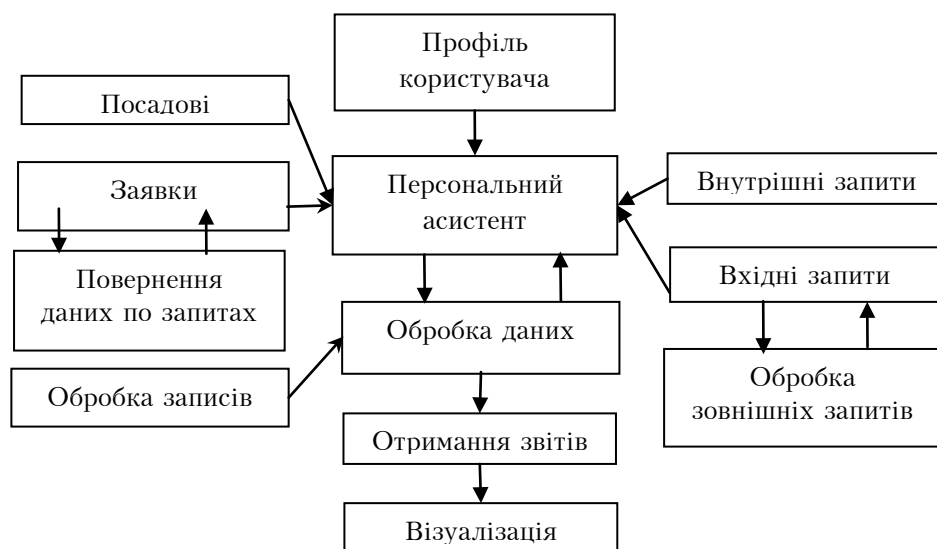 Профіль
користувача
Посадові
Заявки
Персональний
асистент
Внутрішні запити
Повернення
даних по запитах
Вхідні запити
Обробка даних
Обробка записів
Обробка
зовнішніх запитів
Отримання звітів
Візуалізація